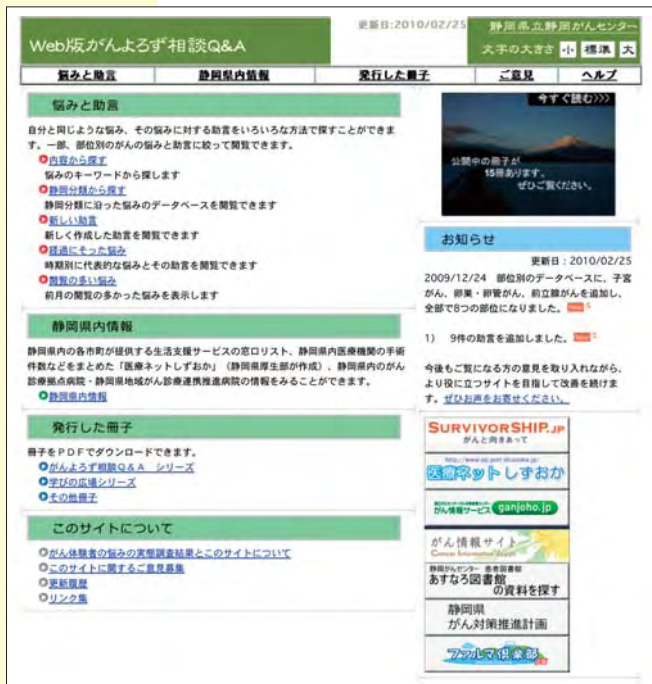 更新日:2010/02/25
静岡県立静岡がんセンター
Web版がんよろず相談Q&A
文字の大きさ 小 標準 大
悩みと助言 静岡県内情報 発行した冊子 ご意見 ヘルプ
悩みと助言
自分と同じような悩み、その悩みに対する助言をいろいろな方法で探すことができま
す。一部、部位別のがんの悩みと助言に絞って閲覧できます。
内容から探す
悩みのキーワードから探します
静岡分類から探す
静岡分類に沿った悩みのデータベースを閲覧できます
新しい助言
新しく作成した助言を閲覧できます
経過にそった悩み
時期別に代表的な悩みとその助言を閲覧できます
閲覧の多い悩み
前月の閲覧の多かった悩みを表示します
静岡県内情報
静岡県内の各市町が提供する生活支援サービスの窓口リスト、静岡県内医療機関の手術
件数などをまとめた「医療ネットしずおか」(静岡県厚生部が作成)、静岡県内のがん
診療拠点病院・静岡県地域がん診療連携推進病院の情報をみることができます。
静岡県内情報
発行した冊子
冊子をPDFでダウンロードできます。
がんよろず相談Q&A シリーズ
学びの広場シリーズ
その他冊子
このサイトについて
がん体験者の悩みの実態調査結果とこのサイトについて
このサイトに関するご意見募集
更新履歴
リンク集
今すぐ読む>>>
公開中の冊子が
15冊あります。
ぜひご覧ください。
お知らせ
更新日:2010/02/25
2009/12/24 部位別のデータベースに、子宮
がん、卵巣・卵管がん、前立腺がんを追加し、
全部で8つの部位になりました。
1) 9件の助言を追加しました。
今後もご覧になる方の意見を取り入れながら、
より役に立つサイトを目指して改善を続けま
す。ぜひお声をお寄せください。
SURVIVORSHIP.JP
がんと向きあって
医療ネットしずおか
がん情報サービス ganjoho.jp
がん情報サイト
Cancer Information Japan
静岡がんセンター 患者図書館
あすなろ図書館
の資料を探す
静岡県
がん対策推進計画
ファルマ倶楽部